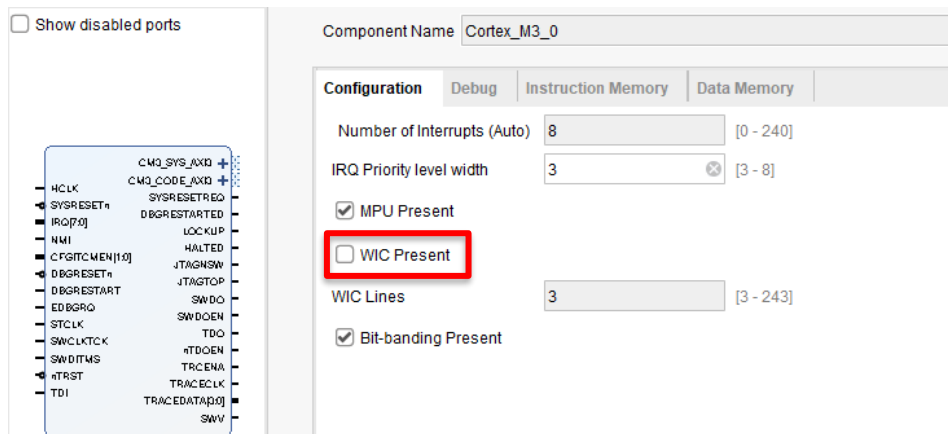 Show disabled ports
Component Name Cortex_M3_0
Configuration Debug Instruction Memory Data Memory
Number of Interrupts (Auto) 8 [0 - 240]
IRQ Priority level width 3 [3 - 8]
MPU Present
WIC Present
WIC Lines 3 [3 - 243]
Bit-banding Present
HCLK
SYSRESETn
IRQ[7:0]
NMI
CFGITCMEN[1:0]
DBGRESETn
DBGRESTART
EDBGRQ
STCLK
SWCLKTCK
SWDITMS
nTRST
TDI
CM3_SYS_AXI3
CM3_CODE_AXI3
SYSRESETREQ
DBGRESTARTED
LOCKUP
HALTED
JTAGNSW
JTAGTOP
SWDO
SWDOEN
TDO
nTDOEN
TRCENA
TRACECLK
TRACEDATA[3:0]
SWV